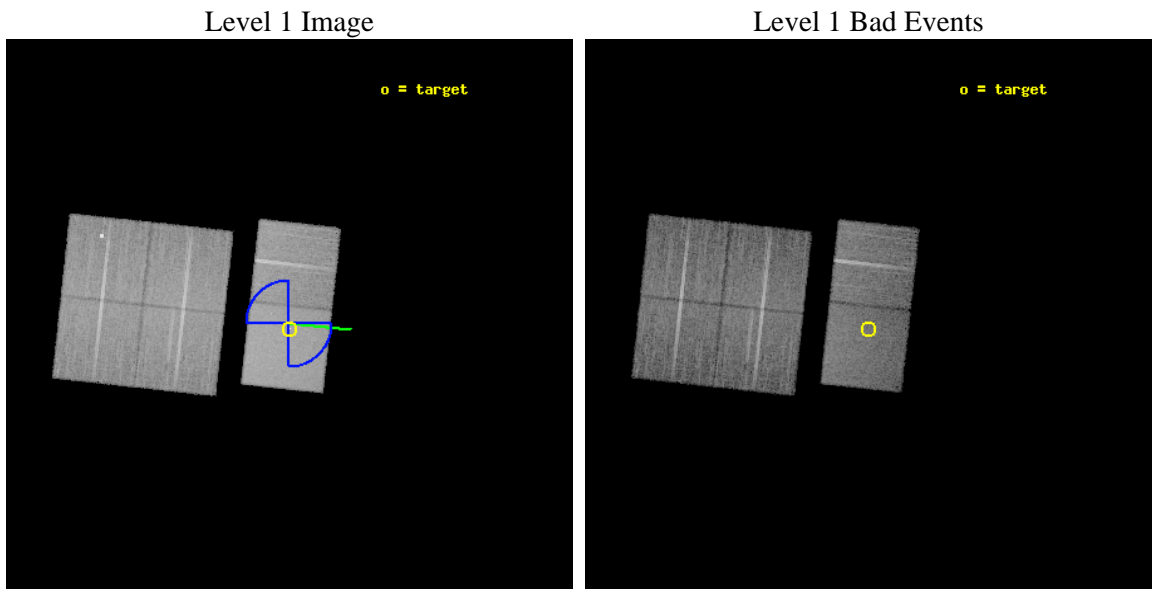 Level 1 Image
Level 1 Bad Events
o = target
o = target